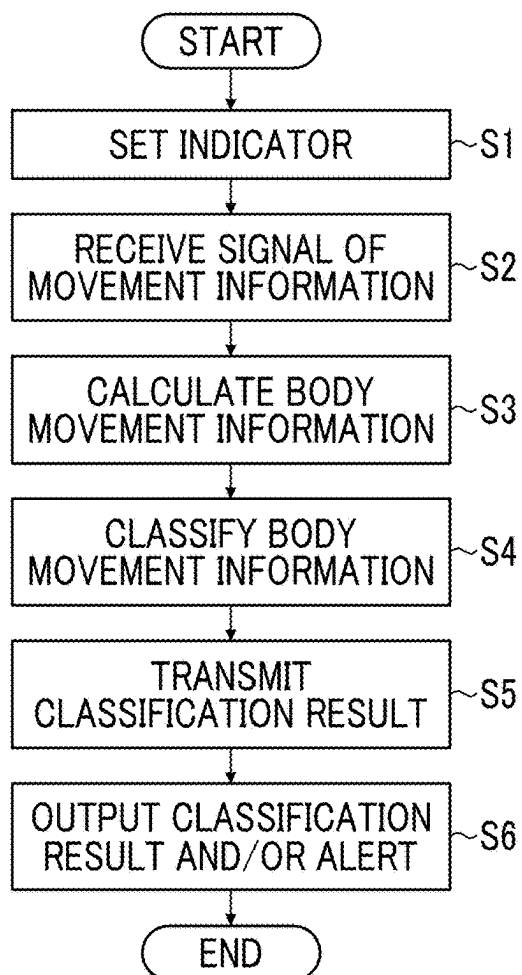 START
SET INDICATOR
S1
RECEIVE SIGNAL OF
MOVEMENT INFORMATION
S2
CALCULATE BODY
MOVEMENT INFORMATION
S3
CLASSIFY BODY
MOVEMENT INFORMATION
S4
TRANSMIT
CLASSIFICATION RESULT
S5
OUTPUT CLASSIFICATION
RESULT AND/OR ALERT
S6
END